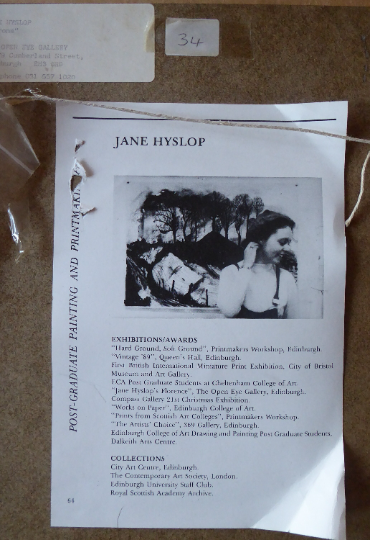 HYSLOP
EYE GALLERY
Cumberland Street,
34
JANE HYSLOP
POST-GRADUATE PAINTING AND PRINTMAKING
EXHIBITIONS/AWARDS
"Hard Ground, Soft Ground", Printmakers Workshop, Edinburgh
"Vintage '89", Queen's Hall, Edinburgh.
First British International Miniature Print Exhibition, City of Bristol
Museum and Art Gallery.
ECA Post Graduate Students at Cheltenham College of Art
"Jane Hyslop's Florence", The Open Eye Gallery, Edinburgh.
Compass Gallery 21st Christmas Exhibition.
"Works on Paper", Edinburgh College of Art.
"Prints from Scottish Art Colleges", Printmakers Workshop.
"The Artists' Choice", 369 Gallery, Edinburgh.
Edinburgh College of Art Drawing and Painting Post Graduate Students,
Dalkeith Arts Centre.
COLLECTIONS
City Art Centre, Edinburgh.
The Contemporary Art Society, London.
Edinburgh University Staff Club.
Royal Scottish Academy Archive.